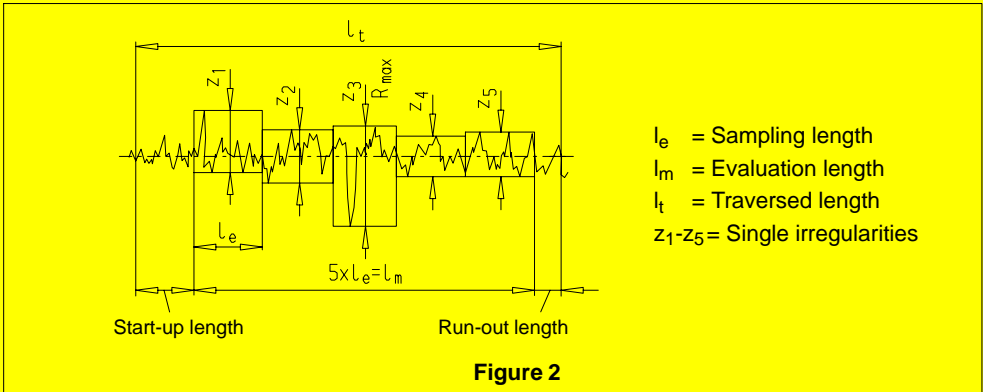 l_t
z_1
z_2
z_3
R_max
z_4
z_5
l_e
5xl_e=l_m
Start-up length
Run-out length
l_e = Sampling length
l_m = Evaluation length
l_t = Traversed length
z_1-z_5= Single irregularities
Figure 2